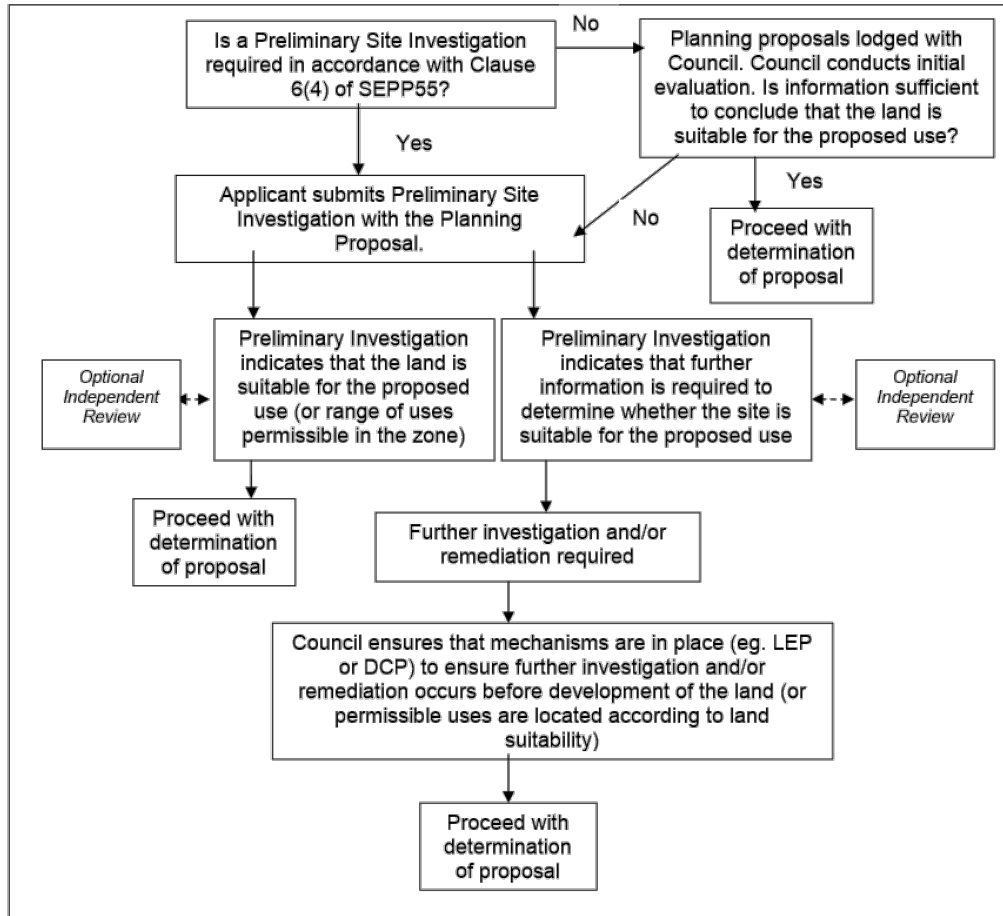 Is a Preliminary Site Investigation
required in accordance with Clause
6(4) of SEPP55?
No
Planning proposals lodged with
Council. Council conducts initial
evaluation. Is information sufficient
to conclude that the land is
suitable for the proposed use?
Yes
Applicant submits Preliminary Site
Investigation with the Planning
Proposal.
No
Yes
Proceed with
determination
of proposal
Optional
Independent
Review
Preliminary Investigation
indicates that the land is
suitable for the proposed
use (or range of uses
permissible in the zone)
Preliminary Investigation
indicates that further
information is required to
determine whether the site is
suitable for the proposed use
Optional
Independent
Review
Proceed with
determination
of proposal
Further investigation and/or
remediation required
Council ensures that mechanisms are in place (eg. LEP
or DCP) to ensure further investigation and/or
remediation occurs before development of the land (or
permissible uses are located according to land
suitability)
Proceed with
determination
of proposal